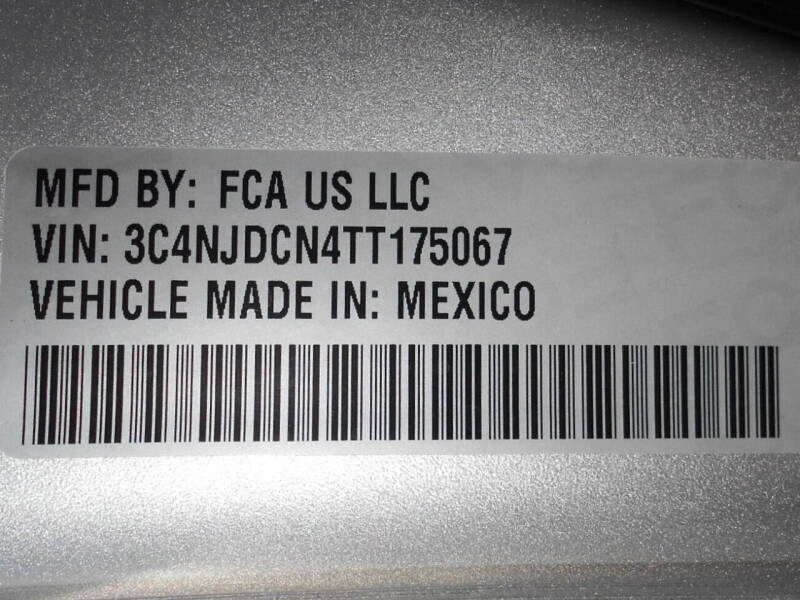 MFD BY: FCA US LLC
VIN: 3C4NJDCN4TT175067
VEHICLE MADE IN: MEXICO